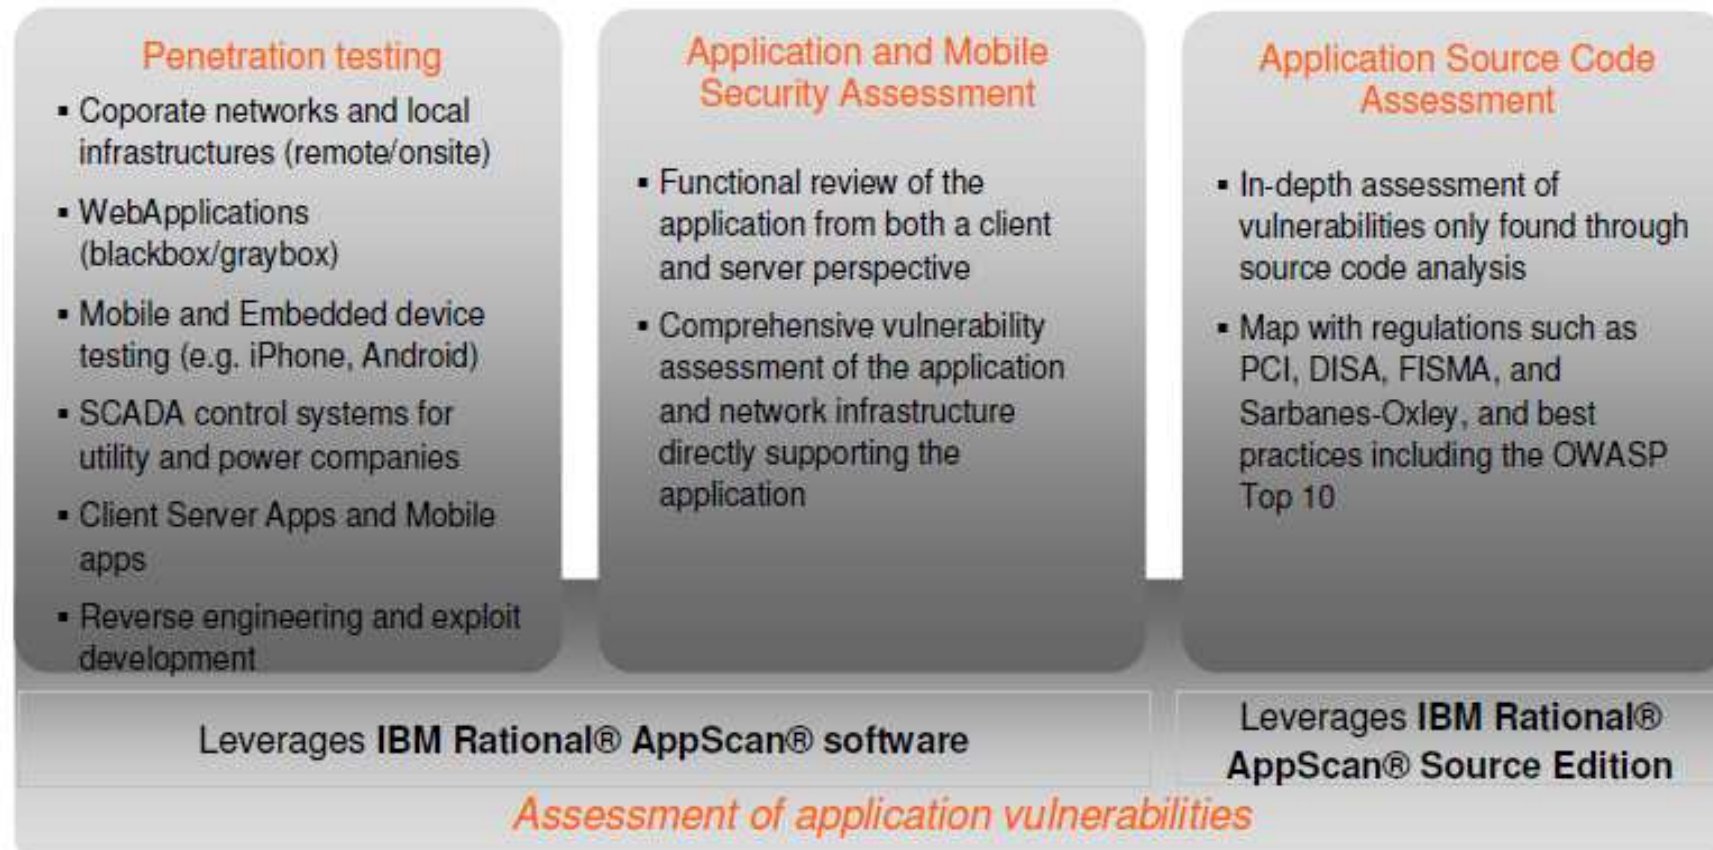 Penetration testing
▪ Coporate networks and local
infrastructures (remote/onsite)
▪ WebApplications
(blackbox/graybox)
▪ Mobile and Embedded device
testing (e.g. iPhone, Android)
▪ SCADA control systems for
utility and power companies
▪ Client Server Apps and Mobile
apps
▪ Reverse engineering and exploit
development
Application and Mobile
Security Assessment
▪ Functional review of the
application from both a client
and server perspective
▪ Comprehensive vulnerability
assessment of the application
and network infrastructure
directly supporting the
application
Application Source Code
Assessment
▪ In-depth assessment of
vulnerabilities only found through
source code analysis
▪ Map with regulations such as
PCI, DISA, FISMA, and
Sarbanes-Oxley, and best
practices including the OWASP
Top 10
Leverages IBM Rational® AppScan® software
Leverages IBM Rational®
AppScan® Source Edition
Assessment of application vulnerabilities